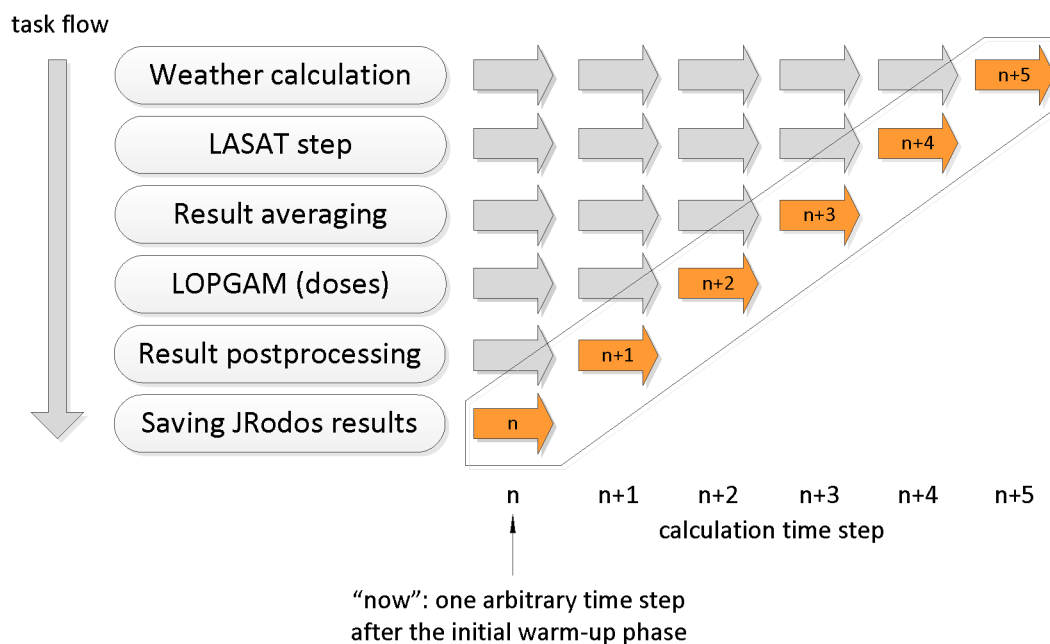 task flow
Weather calculation
n+5
LASAT step
n+4
Result averaging
n+3
LOPGAM (doses)
n+2
Result postprocessing
n+1
Saving JRodos results
n
n n+1 n+2 n+3 n+4 n+5
calculation time step
“now”: one arbitrary time step
after the initial warm-up phase